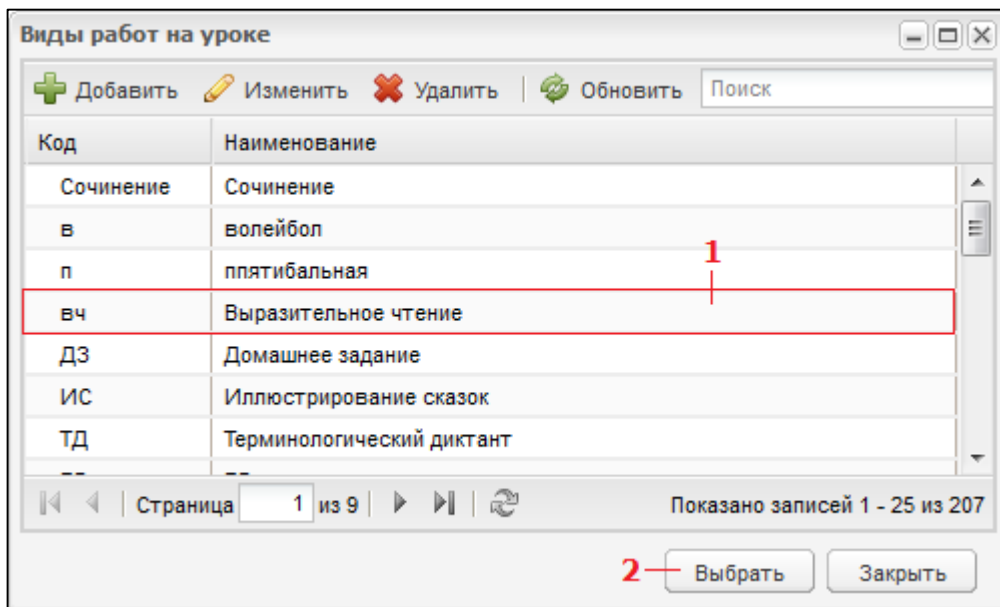 Виды работ на уроке
Добавить Изменить Удалить Обновить Поиск
Код Наименование
Сочинение Сочинение
в волейбол
п ппятибальная
1
вч Выразительное чтение
ДЗ Домашнее задание
ИС Иллюстрирование сказок
ТД Терминологический диктант
Страница 1 из 9 Показано записей 1 - 25 из 207
2 Выбрать Закрыть